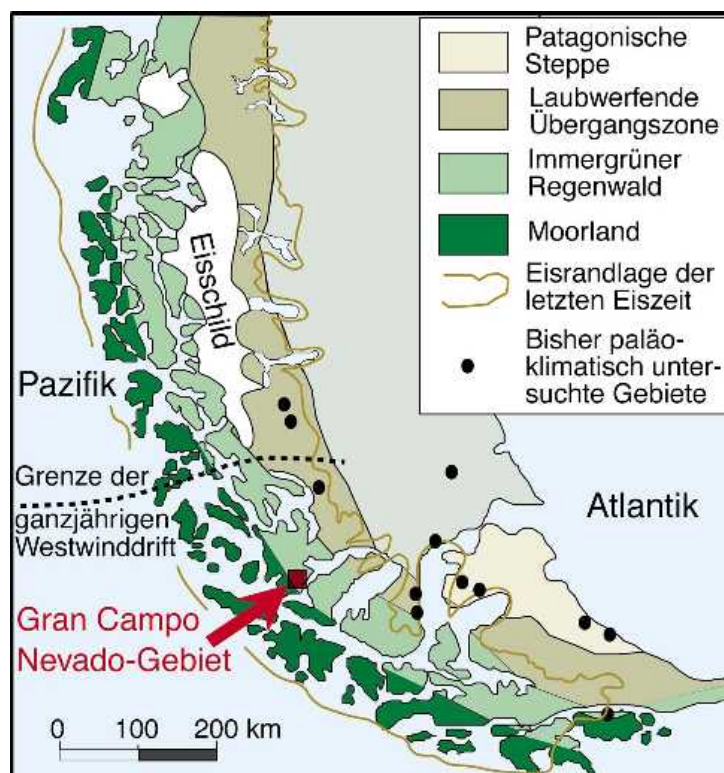 Patagonische
Steppe
Laubwerfende
Übergangszone
Immergrüner
Regenwald
Moorland
Eisrandlage der
letzten Eiszeit
Bisher paläo-
klimatisch unter-
suchte Gebiete
Eisschild
Pazifik
Grenze der
ganzjährigen
Westwinddrift
Atlantik
Gran Campo
Nevado-Gebiet
0 100 200 km